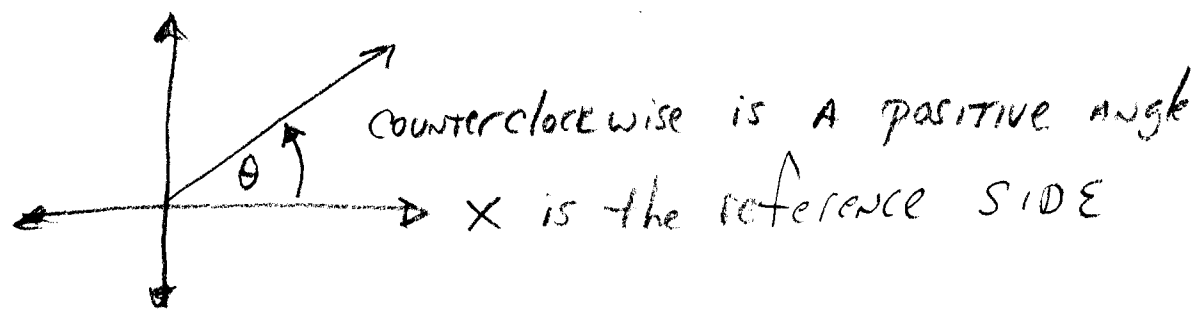 θ
counterclockwise is A positive Angle
X is the reference SIDE